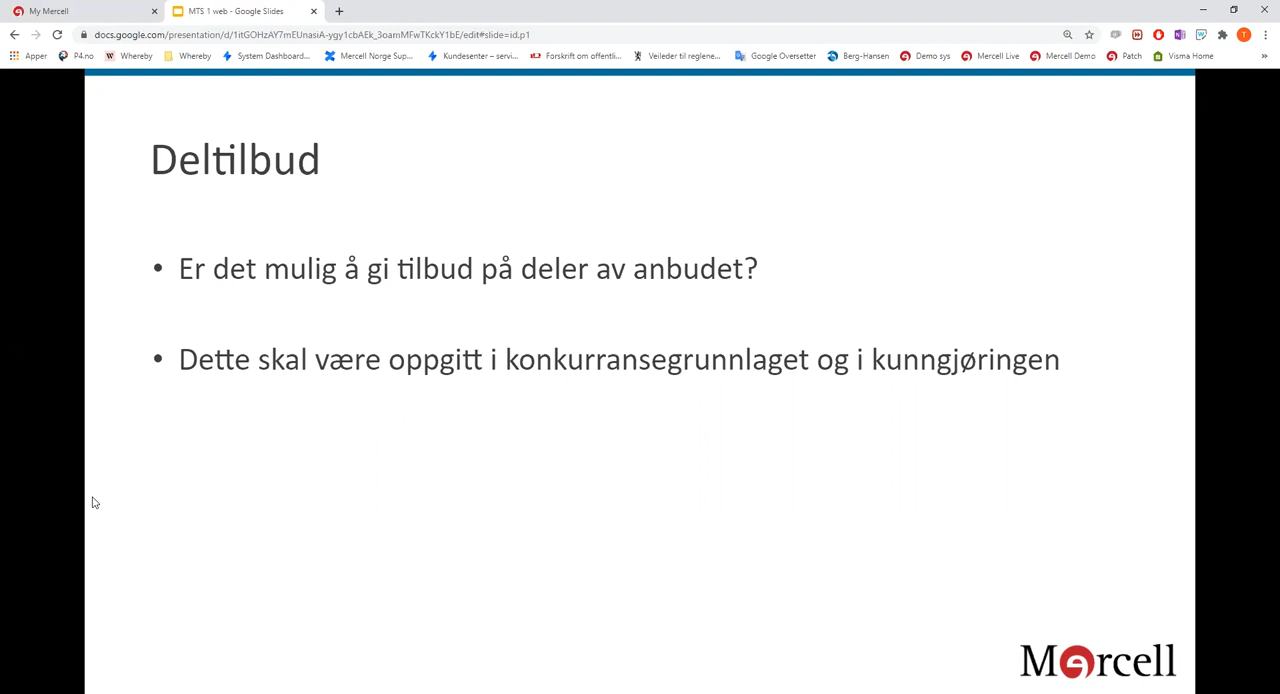 My Mercell
MTS 1 web - Google Slides
docs.google.com/presentation/d/1itGOHzAY7mEUnasiA-ygy1cbAEk_3oamMFwTKckY1bE/edit#slide=id.p1
Apper P4.no Whereby Whereby System Dashboard... Mercell Norge Sup... Kundesenter – servi... Forskrift om offentli... Veileder til reglene... Google Oversetter Berg-Hansen Demo sys Mercell Live Mercell Demo Patch Visma Home »
Deltilbud
• Er det mulig å gi tilbud på deler av anbudet?
• Dette skal være oppgitt i konkurransegrunnlaget og i kunngjøringen
Mercell